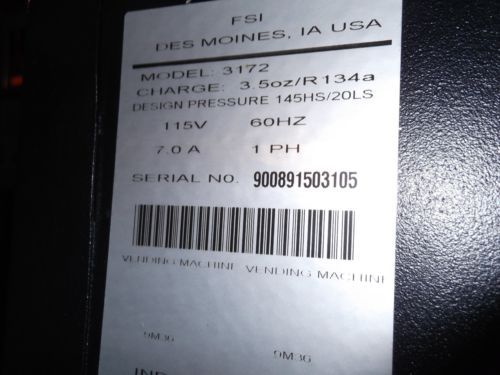 FSI
DES MOINES, IA USA
MODEL: 3172
CHARGE: 3.5oz/R134a
DESIGN PRESSURE 145HS/20LS
115V 60HZ
7.0 A 1 PH
SERIAL NO. 900891503105
VENDING MACHINE VENDING MACHINE
9M36 9M36